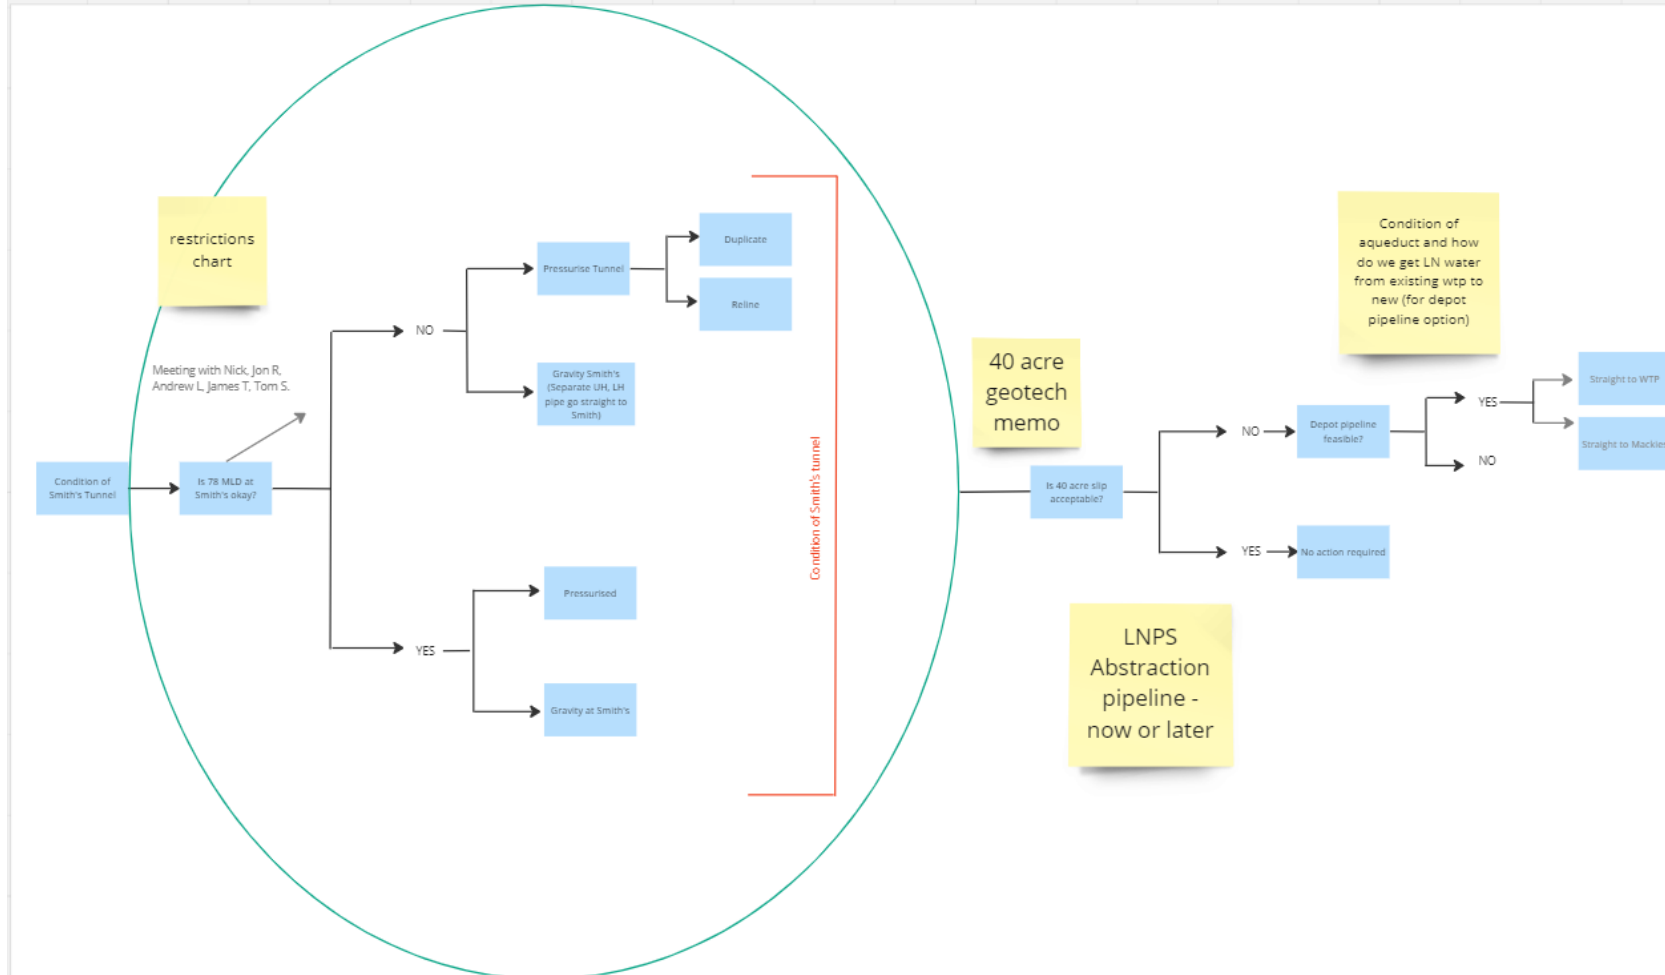 restrictions
chart
Meeting with Nick, Jon R,
Andrew L, James T, Tom S.
Condition of
Smith's Tunnel
Is 78 MLD at
Smith's okay?
NO
Pressurise Tunnel
Duplicate
Reline
Gravity Smith's
(Separate UH, LH
pipe go straight to
Smith)
YES
Pressurised
Gravity at Smith's
Condition of Smith's tunnel
40 acre
geotech
memo
Is 40 acre slip
acceptable?
NO
Depot pipeline
feasible?
YES
No action required
Condition of
aqueduct and how
do we get LN water
from existing wtp to
new (for depot
pipeline option)
YES
NO
Straight to WTP
Straight to Mackies
LNPS
Abstraction
pipeline -
now or later